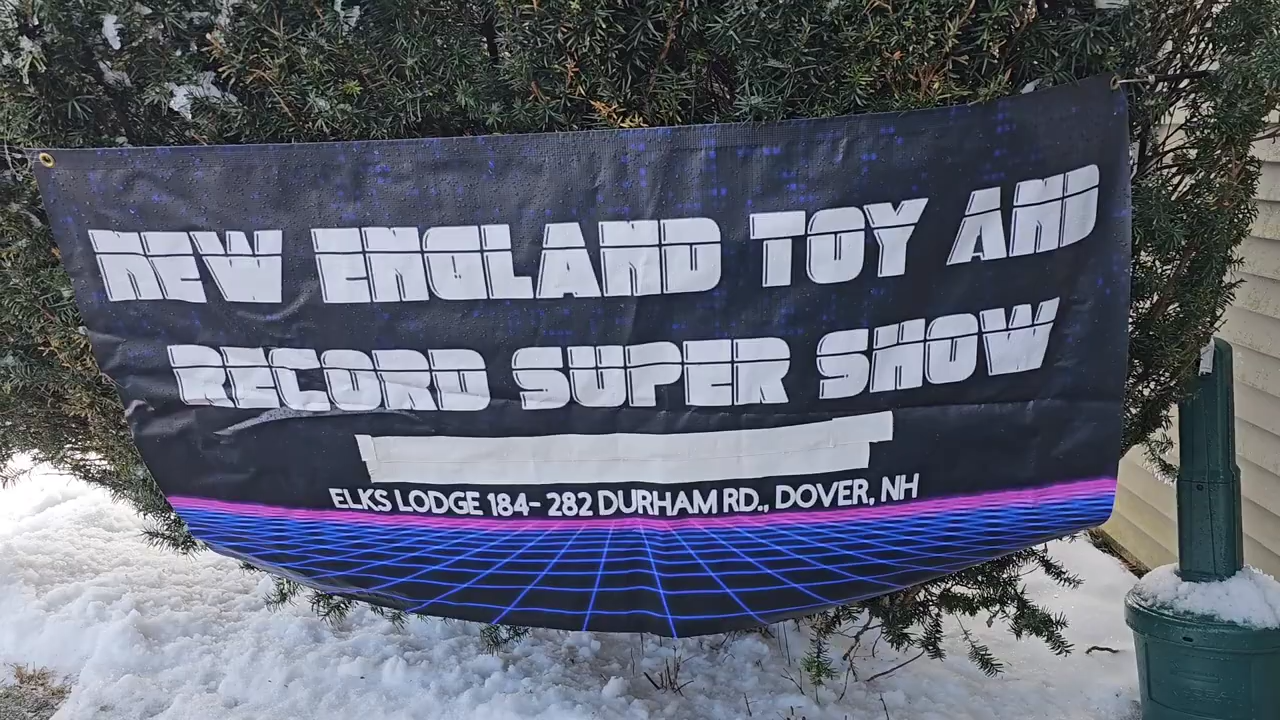 NEW ENGLAND TOY AND
RECORD SUPER SHOW
ELKS LODGE 184- 282 DURHAM RD., DOVER, NH